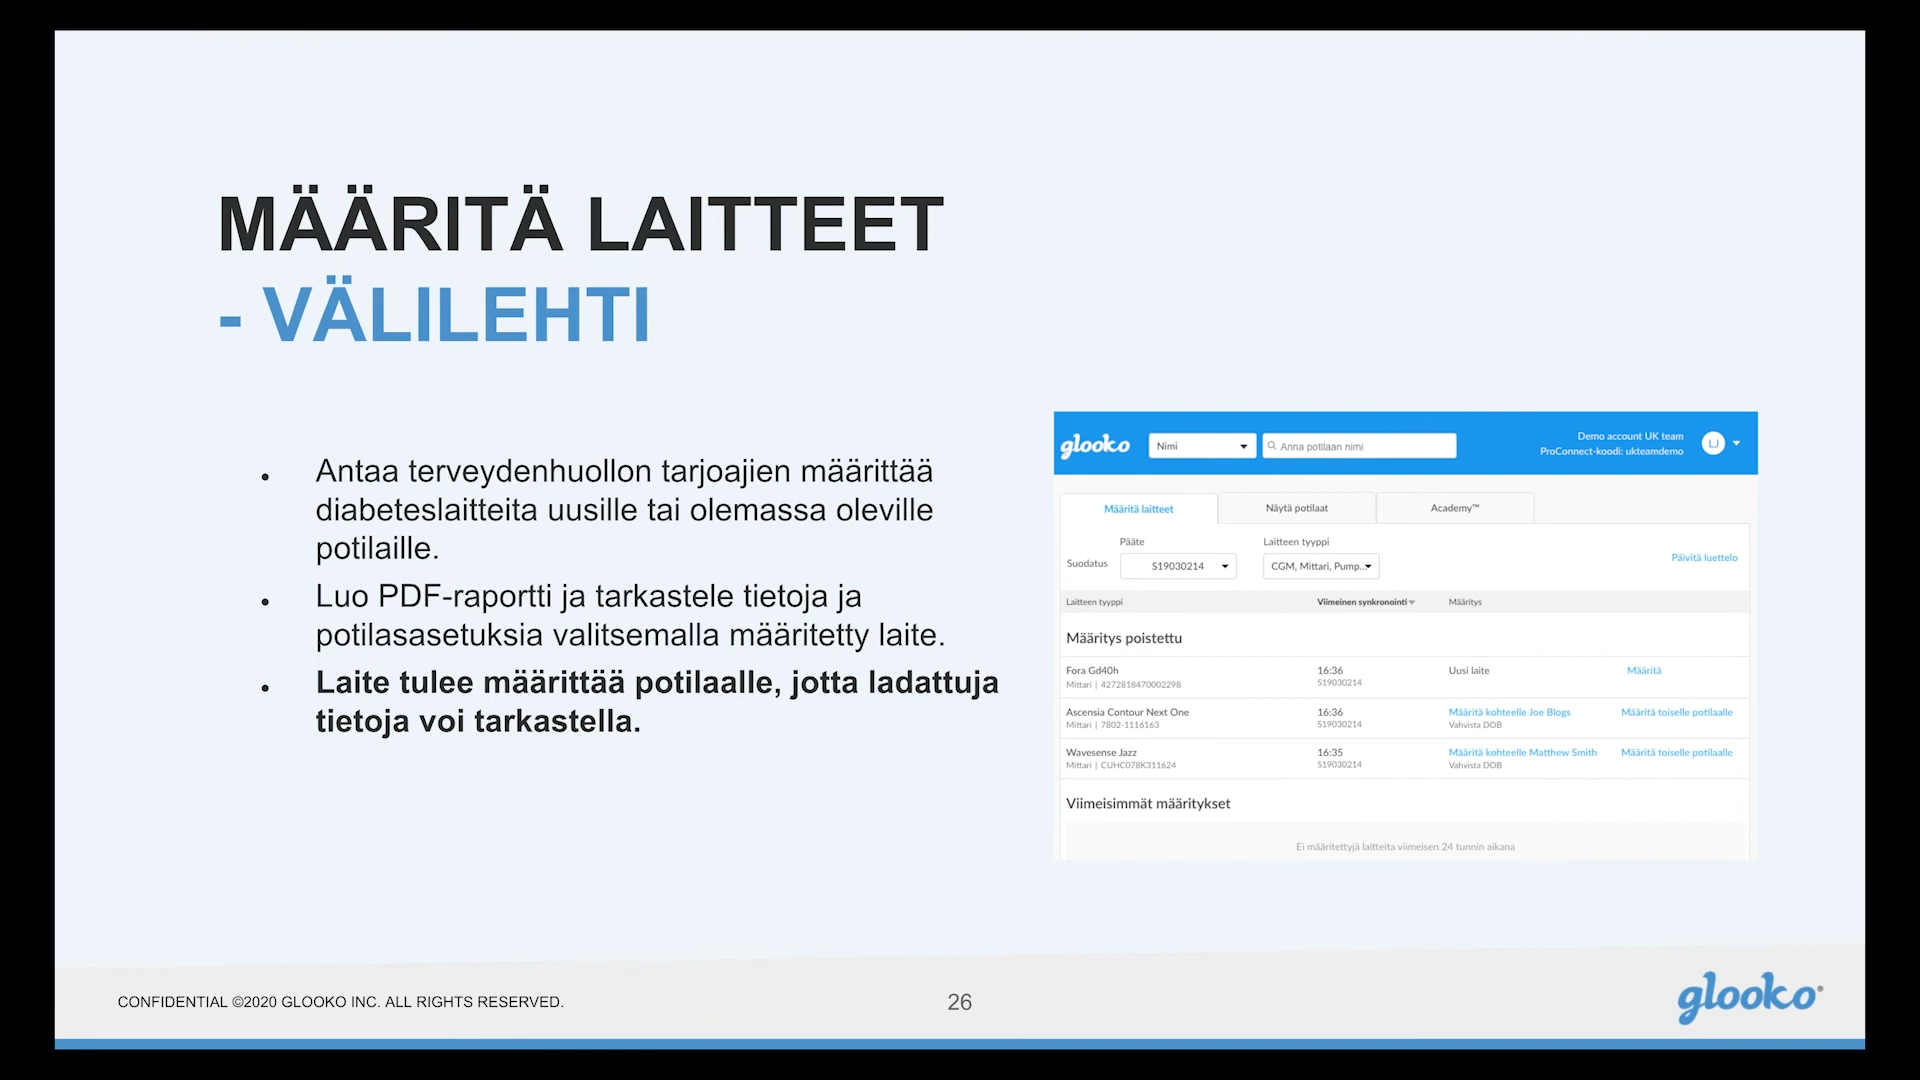 MÄÄRITÄ LAITTEET
- VÄLILEHTI
Antaa terveydenhuollon tarjoajien määrittää
diabeteslaitteita uusille tai olemassa oleville
potilaille.
Luo PDF-raportti ja tarkastele tietoja ja
potilasasetuksia valitsemalla määritetty laite.
Laite tulee määrittää potilaalle, jotta ladattuja
tietoja voi tarkastella.
glooko
Nimi
Anna potilaan nimi
Demo account UK team
ProConnect-koodi: ukteamdemo
LJ
Määritä laitteet
Näytä potilaat
Academy™
Pääte
Laitteen tyyppi
Suodatus
S19030214
CGM, Mittari, Pump...
Päivitä luettelo
Laitteen tyyppi
Viimeinen synkronointi
Määritys
Määritys poistettu
Fora Gd40h
16:36
Uusi laite
Määritä
Mittari | 4272818470002298
S19030214
Ascensia Contour Next One
16:36
Määritä kohteelle Joe Blogs
Määritä toiselle potilaalle
Mittari | 7802-1116163
S19030214
Vahvista DOB
Wavesense Jazz
16:35
Määritä kohteelle Matthew Smith
Määritä toiselle potilaalle
Mittari | CUHC078K311624
S19030214
Vahvista DOB
Viimeisimmät määritykset
Ei määritettyjä laitteita viimeisen 24 tunnin aikana
CONFIDENTIAL ©2020 GLOOKO INC. ALL RIGHTS RESERVED.
26
glooko®